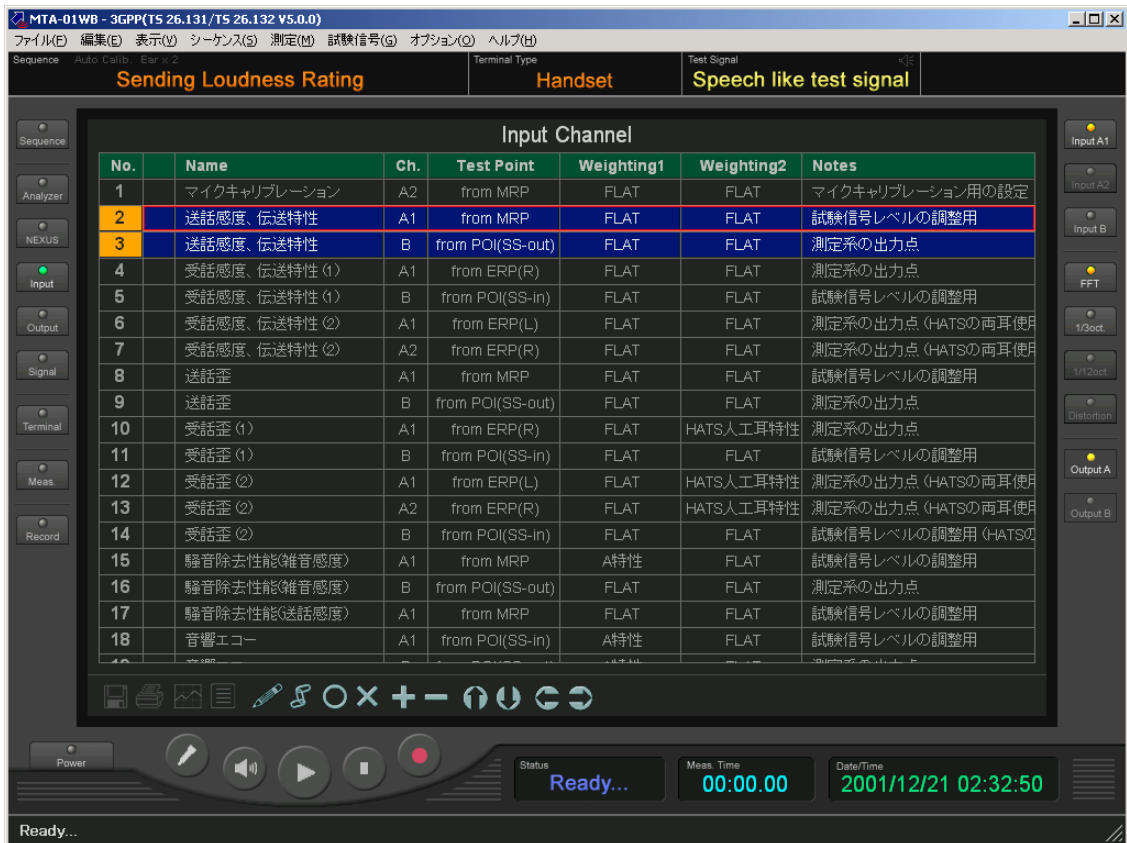 MTA-01WB - 3GPP(TS 26.131/TS 26.132 V5.0.0)
ファイル(F) 編集(E) 表示(V) シーケンス(S) 測定(M) 試験信号(G) オプション(O) ヘルプ(H)
Sequence Auto Calib. Ear x 2 Terminal Type Test Signal
Sending Loudness Rating Handset Speech like test signal
Input Channel
No. Name Ch. Test Point Weighting1 Weighting2 Notes
1 マイクキャリブレーション A2 from MRP FLAT FLAT マイクキャリブレーション用の設定
2 送話感度、伝送特性 A1 from MRP FLAT FLAT 試験信号レベルの調整用
3 送話感度、伝送特性 B from POI(SS-out) FLAT FLAT 測定系の出力点
4 受話感度、伝送特性(1) A1 from ERP(R) FLAT FLAT 測定系の出力点
5 受話感度、伝送特性(1) B from POI(SS-in) FLAT FLAT 試験信号レベルの調整用
6 受話感度、伝送特性(2) A1 from ERP(L) FLAT FLAT 測定系の出力点(HATSの両耳使用
7 受話感度、伝送特性(2) A2 from ERP(R) FLAT FLAT 測定系の出力点(HATSの両耳使用
8 送話歪 A1 from MRP FLAT FLAT 試験信号レベルの調整用
9 送話歪 B from POI(SS-out) FLAT FLAT 測定系の出力点
10 受話歪(1) A1 from ERP(R) FLAT HATS人工耳特性 測定系の出力点
11 受話歪(1) B from POI(SS-in) FLAT FLAT 試験信号レベルの調整用
12 受話歪(2) A1 from ERP(L) FLAT HATS人工耳特性 測定系の出力点(HATSの両耳使用
13 受話歪(2) A2 from ERP(R) FLAT HATS人工耳特性 測定系の出力点(HATSの両耳使用
14 受話歪(2) B from POI(SS-in) FLAT FLAT 試験信号レベルの調整用(HATSの
15 騒音除去性能(雑音感度) A1 from MRP A特性 FLAT 試験信号レベルの調整用
16 騒音除去性能(雑音感度) B from POI(SS-out) FLAT FLAT 測定系の出力点
17 騒音除去性能(送話感度) A1 from MRP FLAT FLAT 試験信号レベルの調整用
18 音響エコー A1 from POI(SS-in) A特性 FLAT 試験信号レベルの調整用
Sequence
Analyzer
NEXUS
Input
Output
Signal
Terminal
Meas.
Record
Input A1
Input A2
Input B
FFT
1/3oct.
1/12oct.
Distortion
Output A
Output B
Power
Status Meas. Time Date/Time
Ready... 00:00.00 2001/12/21 02:32:50
Ready...